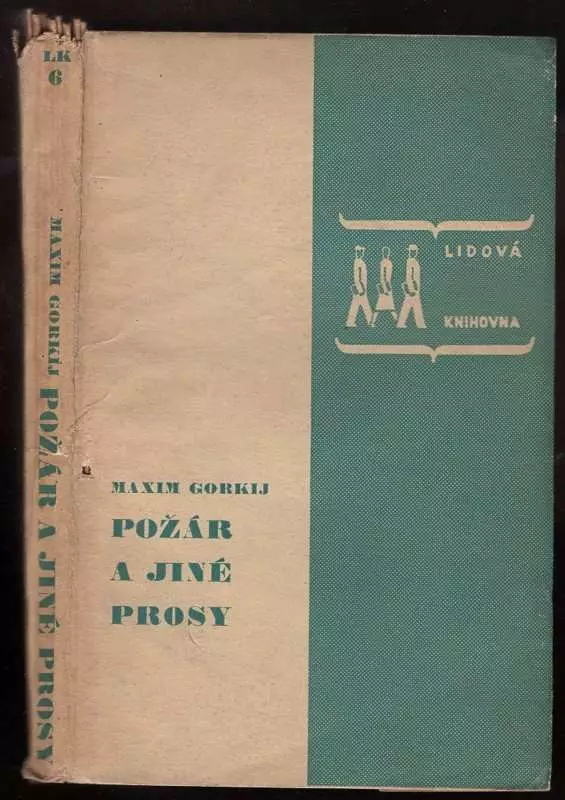 LK
6
MAXIM GORKIJ POŽÁR A JINÉ PROSY
LIDOVÁ
KNIHOVNA
MAXIM GORKIJ
POŽÁR
A JINÉ
PROSY